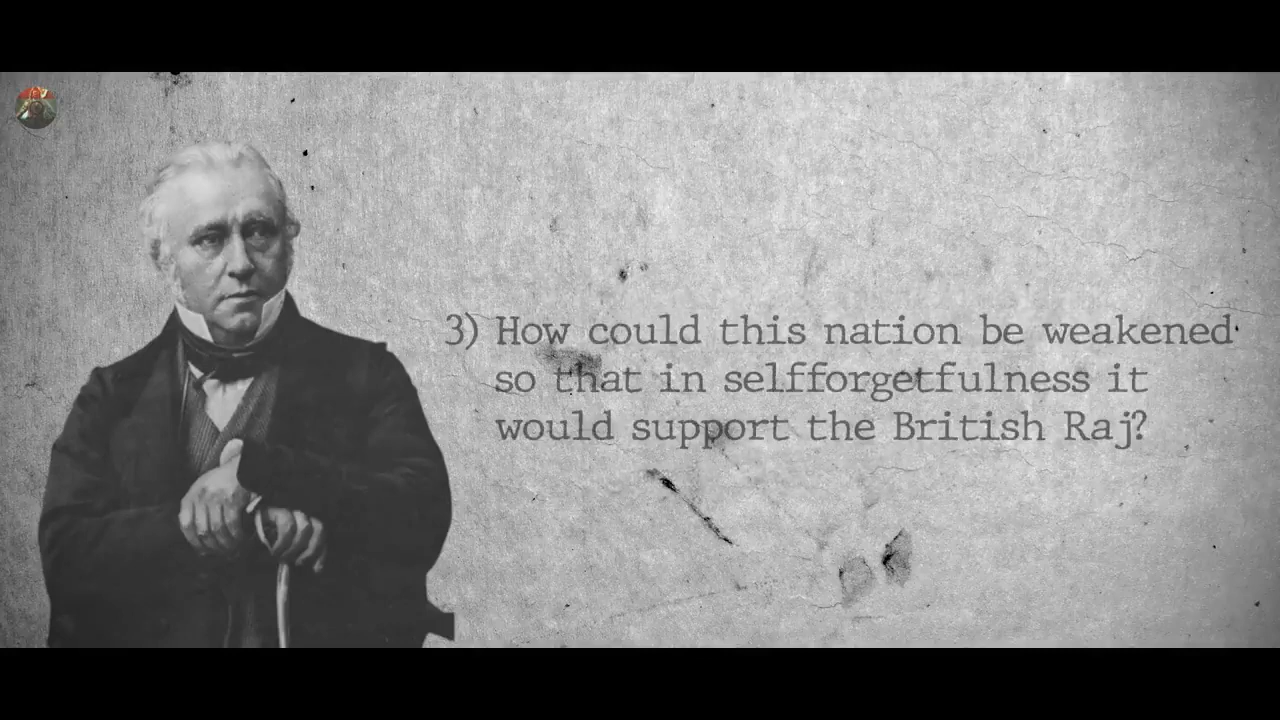 3) How could this nation be weakened
so that in selfforgetfulness it
would support the British Raj?